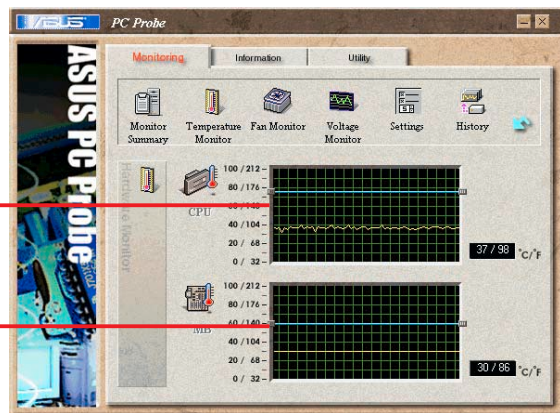 ASUS PC Probe
Monitoring Information Utility
Monitor Summary
Temperature Monitor
Fan Monitor
Voltage Monitor
Settings
History
ASUS PC Probe
Hardware Monitor
CPU
100 / 212
80 / 176
60 / 140
40 / 104
20 / 68
0 / 32
37 / 98 °C/°F
MB
100 / 212
80 / 176
60 / 140
40 / 104
20 / 68
0 / 32
30 / 86 °C/°F